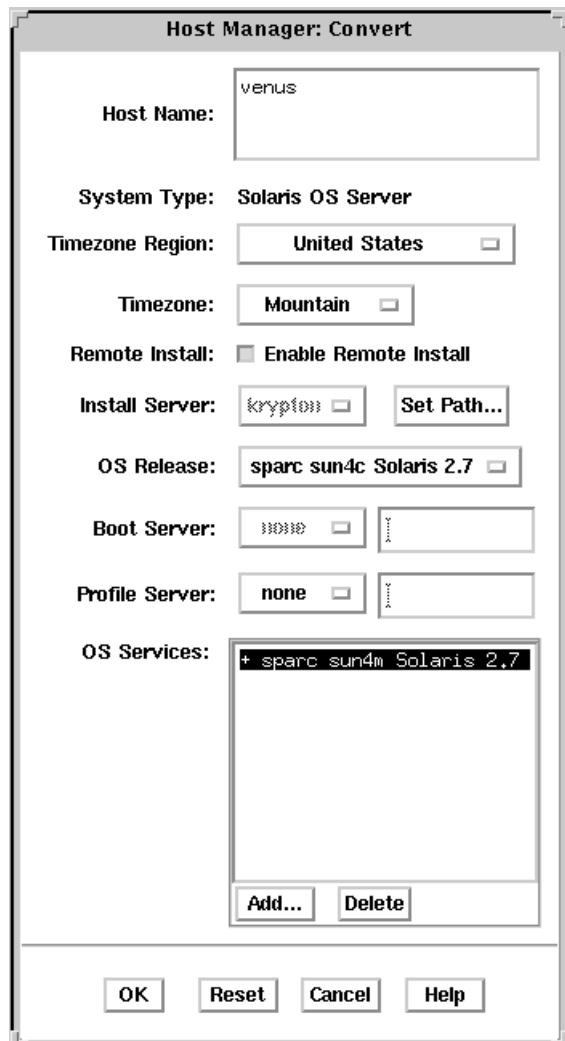 Host Manager: Convert
Host Name: venus
System Type: Solaris OS Server
Timezone Region: United States
Timezone: Mountain
Remote Install: Enable Remote Install
Install Server: krypton Set Path...
OS Release: sparc sun4c Solaris 2.7
Boot Server: none
Profile Server: none
OS Services: + sparc sun4m Solaris 2.7
Add... Delete
OK Reset Cancel Help